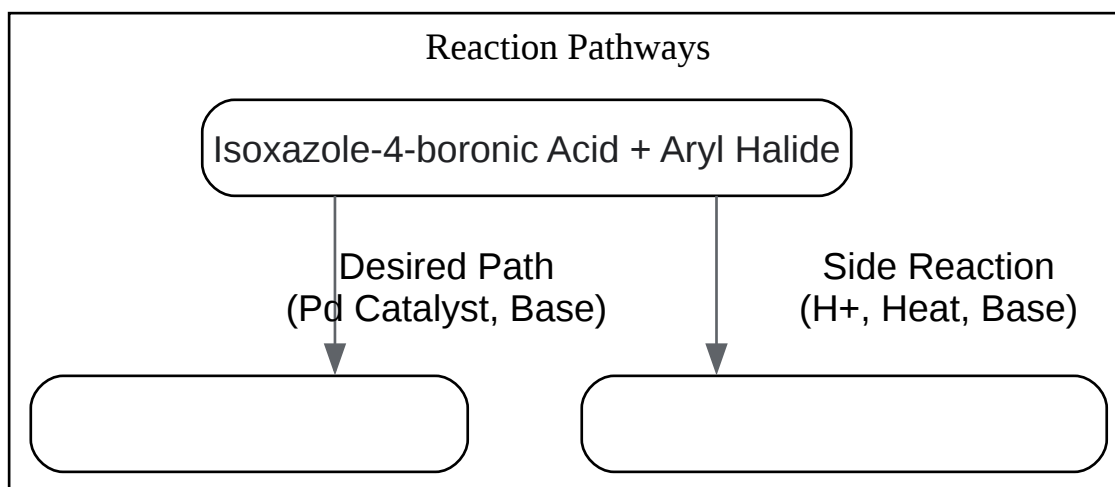 Reaction Pathways
Isoxazole-4-boronic Acid + Aryl Halide
Desired Path
(Pd Catalyst, Base)
Side Reaction
(H+, Heat, Base)